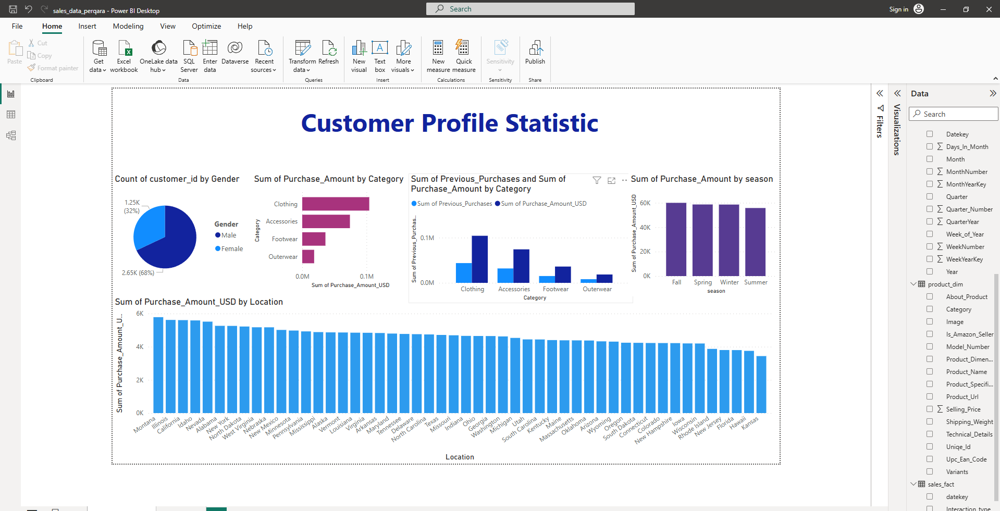 sales_data_perqara - Power BI Desktop
Search
Sign in
File
Home
Insert
Modeling
View
Optimize
Help
Paste
Cut
Copy
Format painter
Clipboard
Get data
Excel workbook
OneLake data hub
SQL Server
Enter data
Dataverse
Recent sources
Data
Transform data
Refresh
Queries
New visual
Text box
More visuals
Insert
New measure
Quick measure
Calculations
Sensitivity
Sensitivity
Publish
Share
Customer Profile Statistic
Count of customer_id by Gender
1.25K
(32%)
2.65K (68%)
Gender
Male
Female
Sum of Purchase_Amount by Category
Category
Clothing
Accessories
Footwear
Outerwear
0.0M
0.1M
Sum of Purchase_Amount_USD
Sum of Previous_Purchases and Sum of
Purchase_Amount by Category
Sum of Previous_Purchases
Sum of Purchase_Amount_USD
Sum of Previous_Purchas...
0.1M
0.0M
Clothing
Accessories
Footwear
Outerwear
Category
Sum of Purchase_Amount by season
Sum of Purchase_Amount_USD
60K
40K
20K
0K
Fall
Spring
Winter
Summer
season
Sum of Purchase_Amount_USD by Location
Sum of Purchase_Amount_U...
6K
4K
2K
0K
Montana
Illinois
California
Idaho
Nevada
Alabama
New York
North Dakota
West Virginia
Nebraska
New Mexico
Minnesota
Pennsylvania
Mississippi
Alaska
Vermont
Louisiana
Virginia
Arkansas
Maryland
Tennessee
Delaware
North Carolina
Texas
Missouri
Indiana
Ohio
Georgia
Washington
Michigan
Utah
South Carolina
Kentucky
Maine
Massachusetts
Oklahoma
Arizona
Wyoming
Oregon
South Dakota
Connecticut
Colorado
New Hampshire
Iowa
Wisconsin
Rhode Island
New Jersey
Florida
Hawaii
Kansas
Location
Filters
Visualizations
Data
Search
Datekey
Days_In_Month
Month
MonthNumber
MonthYearKey
Quarter
Quarter_Number
QuarterYear
Week_of_Year
WeekNumber
WeekYearKey
Year
product_dim
About_Product
Category
Image
Is_Amazon_Seller
Model_Number
Product_Dimen...
Product_Name
Product_Specifi...
Product_Url
Selling_Price
Shipping_Weight
Technical_Details
Uniqe_Id
Upc_Ean_Code
Variants
sales_fact
datekey
Interaction_type